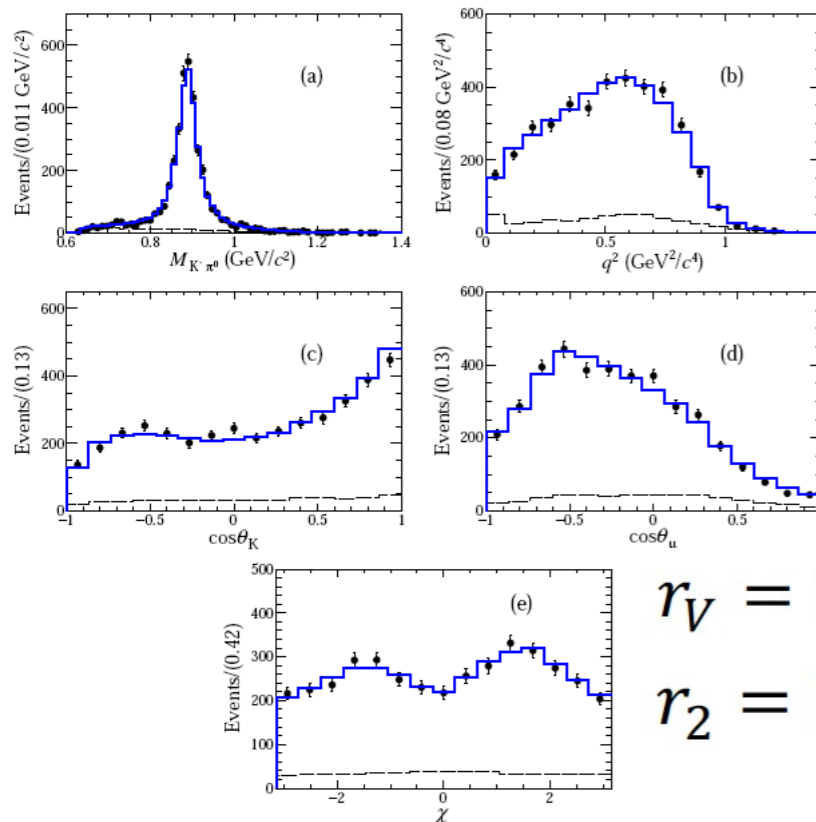 600
400
200
0
Events/(0.011 GeV/c²)
(a)
0.6 0.8 1 1.2 1.4
M_K⁻π⁰ (GeV/c²)
600
400
200
0
Events/(0.08 GeV²/c⁴)
(b)
0 0.5 1
q² (GeV²/c⁴)
600
400
200
0
Events/(0.13)
(c)
−1 −0.5 0 0.5 1
cosθ_K
600
400
200
0
Events/(0.13)
(d)
−1 −0.5 0 0.5
cosθ_μ
500
400
300
200
100
0
Events/(0.42)
(e)
−2 0 2
χ
r_V =
r_2 =